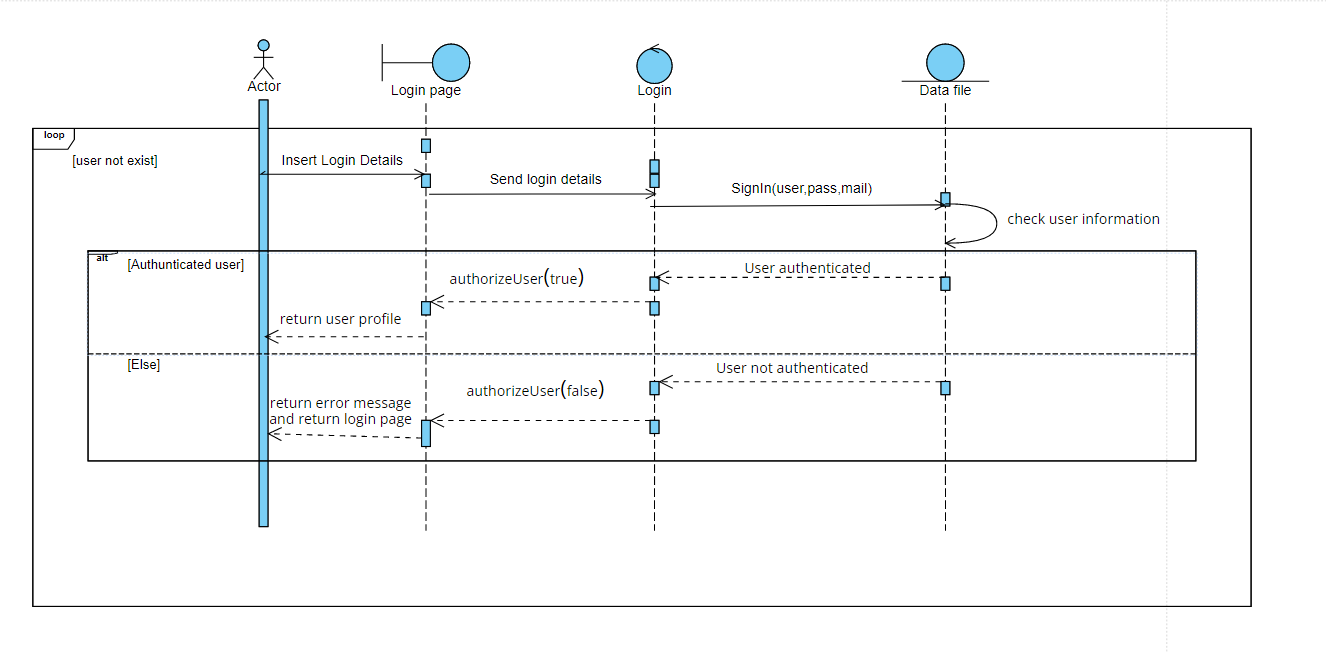 Actor
Login page
Login
Data file
loop
[user not exist]
Insert Login Details
Send login details
SignIn(user,pass,mail)
check user information
alt
[Authunticated user]
User authenticated
authorizeUser(true)
return user profile
[Else]
User not authenticated
authorizeUser(false)
return error message
and return login page